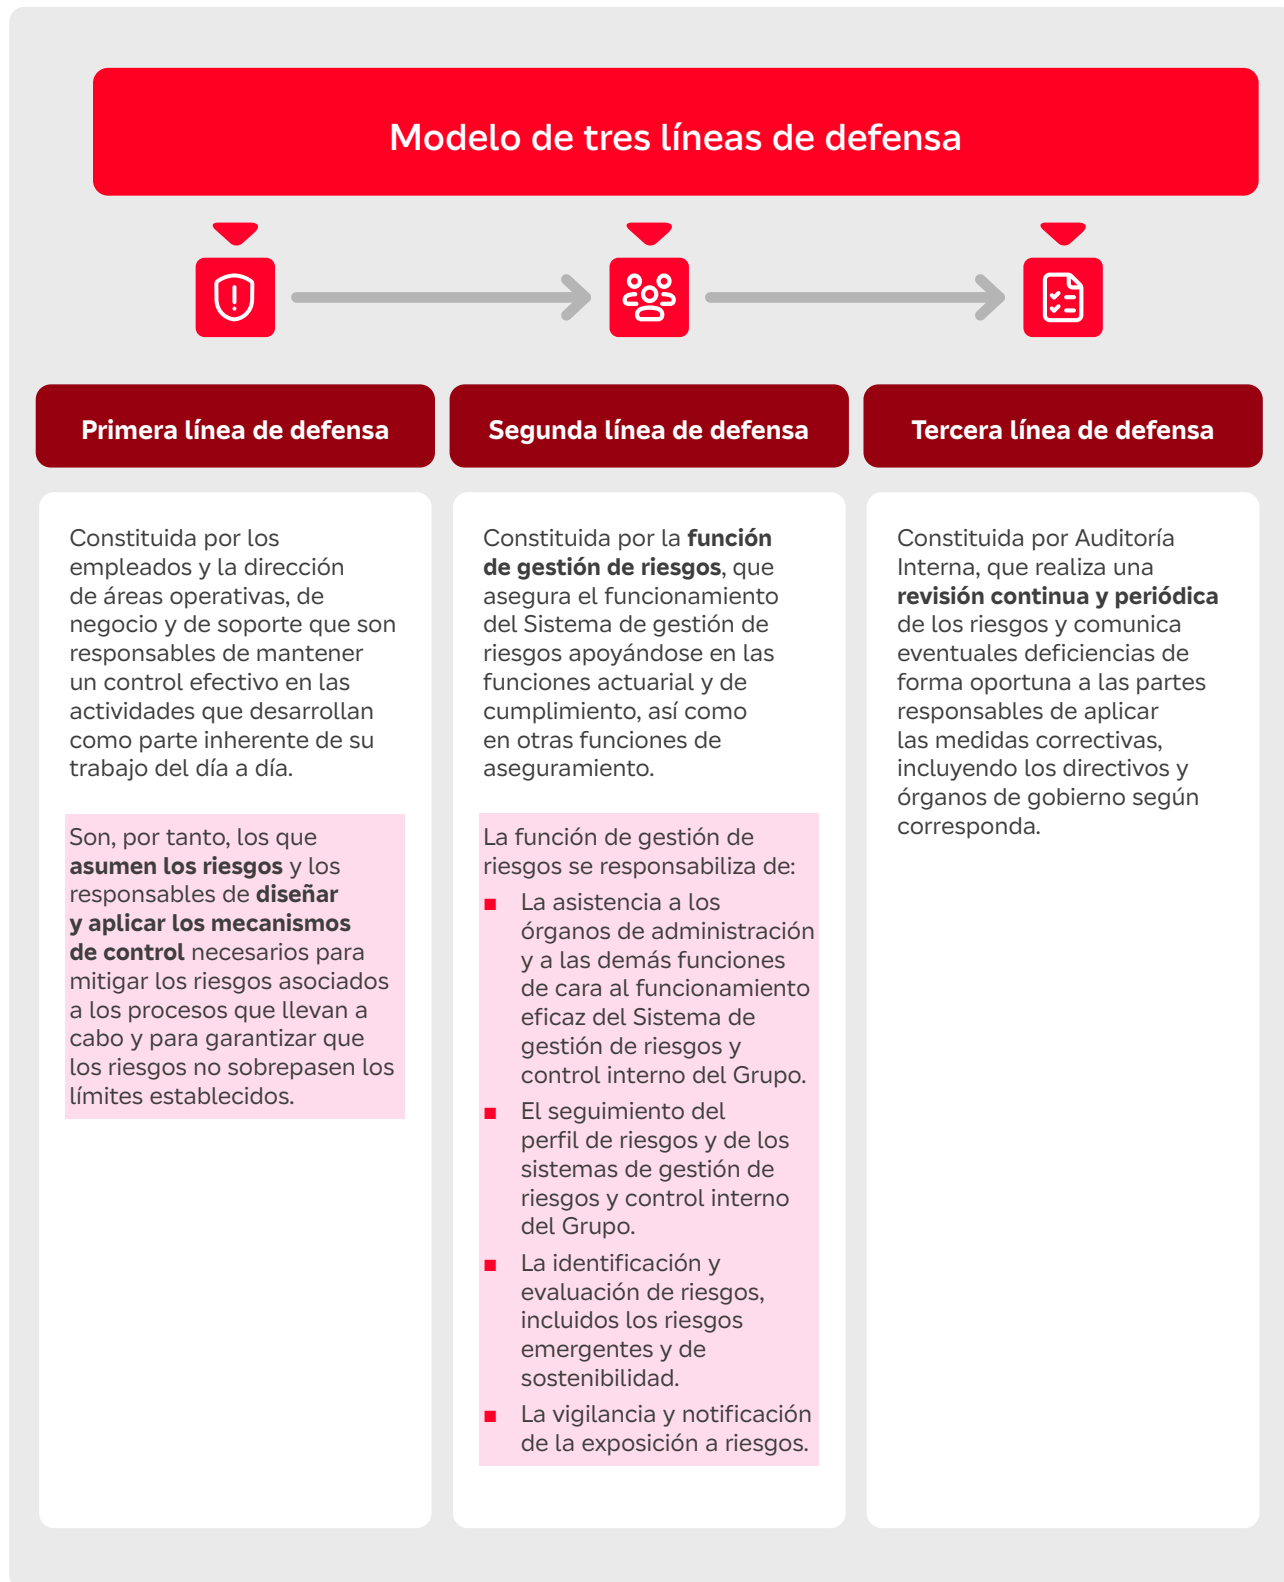 Modelo de tres líneas de defensa
Primera línea de defensa
Constituida por los
empleados y la dirección
de áreas operativas, de
negocio y de soporte que son
responsables de mantener
un control efectivo en las
actividades que desarrollan
como parte inherente de su
trabajo del día a día.
Son, por tanto, los que
asumen los riesgos y los
responsables de diseñar
y aplicar los mecanismos
de control necesarios para
mitigar los riesgos asociados
a los procesos que llevan a
cabo y para garantizar que
los riesgos no sobrepasen los
límites establecidos.
Segunda línea de defensa
Constituida por la función
de gestión de riesgos, que
asegura el funcionamiento
del Sistema de gestión de
riesgos apoyándose en las
funciones actuarial y de
cumplimiento, así como
en otras funciones de
aseguramiento.
La función de gestión de
riesgos se responsabiliza de:
■ La asistencia a los
órganos de administración
y a las demás funciones
de cara al funcionamiento
eficaz del Sistema de
gestión de riesgos y
control interno del Grupo.
■ El seguimiento del
perfil de riesgos y de los
sistemas de gestión de
riesgos y control interno
del Grupo.
■ La identificación y
evaluación de riesgos,
incluidos los riesgos
emergentes y de
sostenibilidad.
■ La vigilancia y notificación
de la exposición a riesgos.
Tercera línea de defensa
Constituida por Auditoría
Interna, que realiza una
revisión continua y periódica
de los riesgos y comunica
eventuales deficiencias de
forma oportuna a las partes
responsables de aplicar
las medidas correctivas,
incluyendo los directivos y
órganos de gobierno según
corresponda.